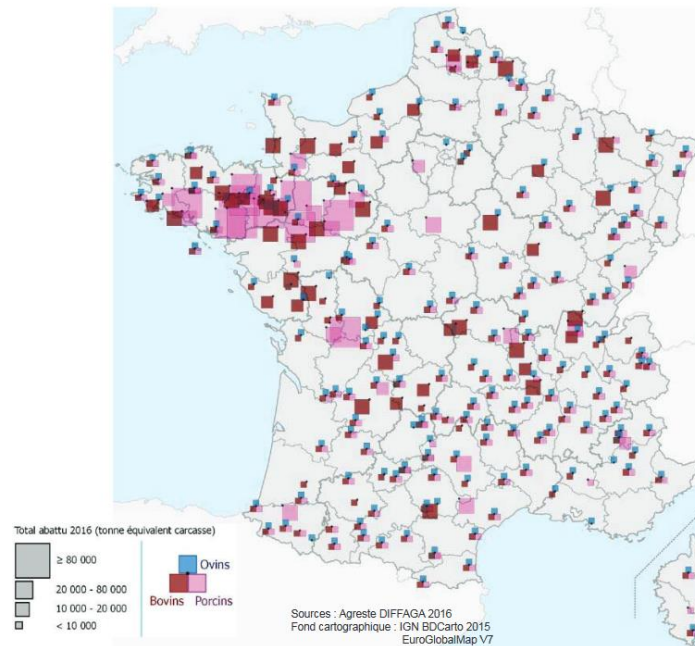 Total abattu 2016 (tonne équivalent carcasse)
≥ 80 000
20 000 - 80 000
10 000 - 20 000
< 10 000
Ovins
Bovins Porcins
Sources : Agreste DIFFAGA 2016
Fond cartographique : IGN BDCarto 2015
EuroGlobalMap V7